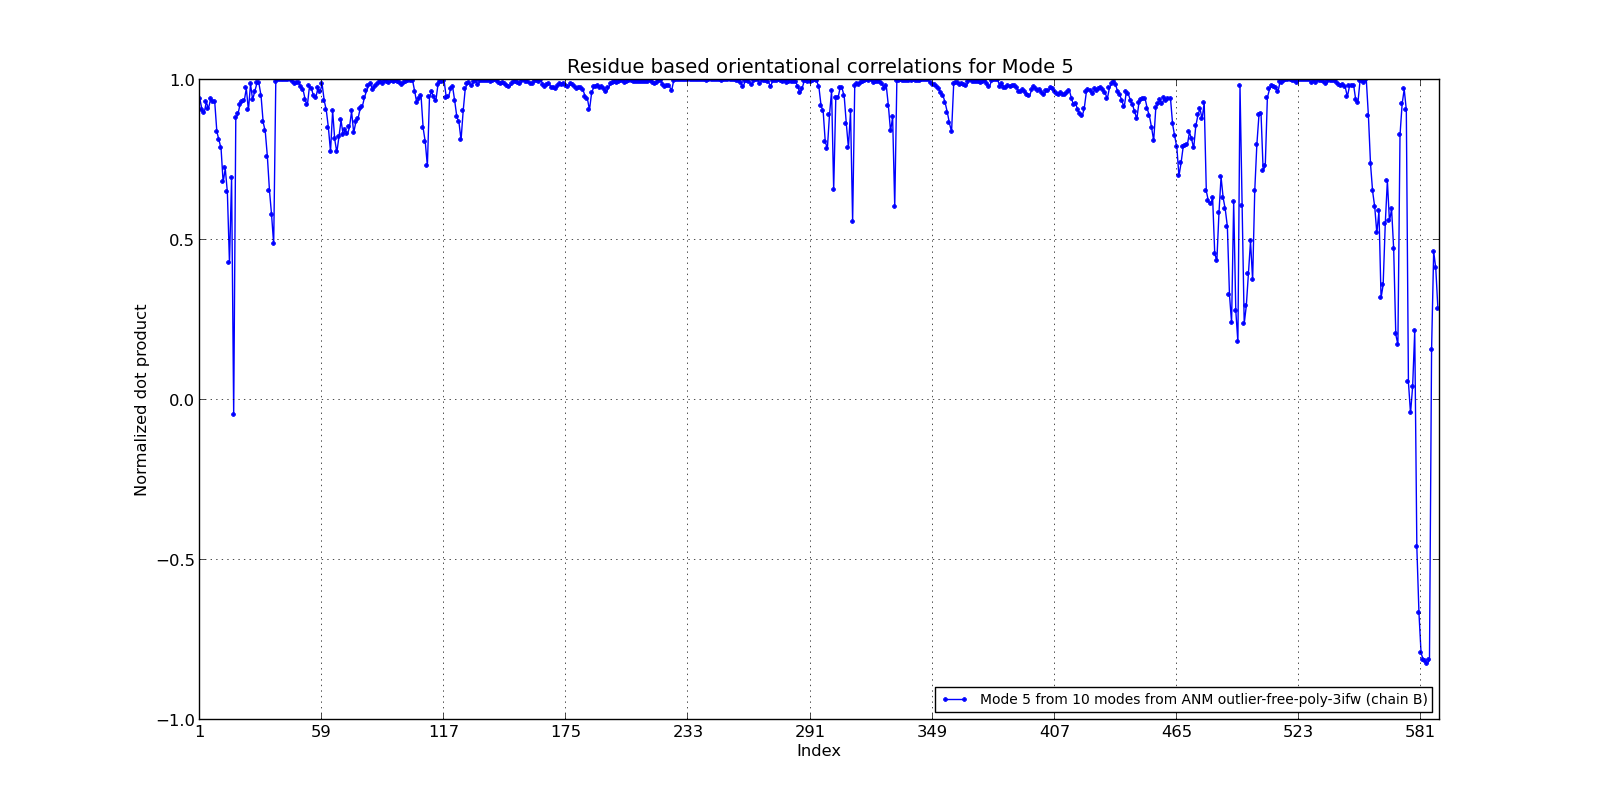 Residue based orientational correlations for Mode 5
1.0
0.5
0.0
−0.5
−1.0
Normalized dot product
Mode 5 from 10 modes from ANM outlier-free-poly-3ifw (chain B)
1 59 117 175 233 291 349 407 465 523 581
Index